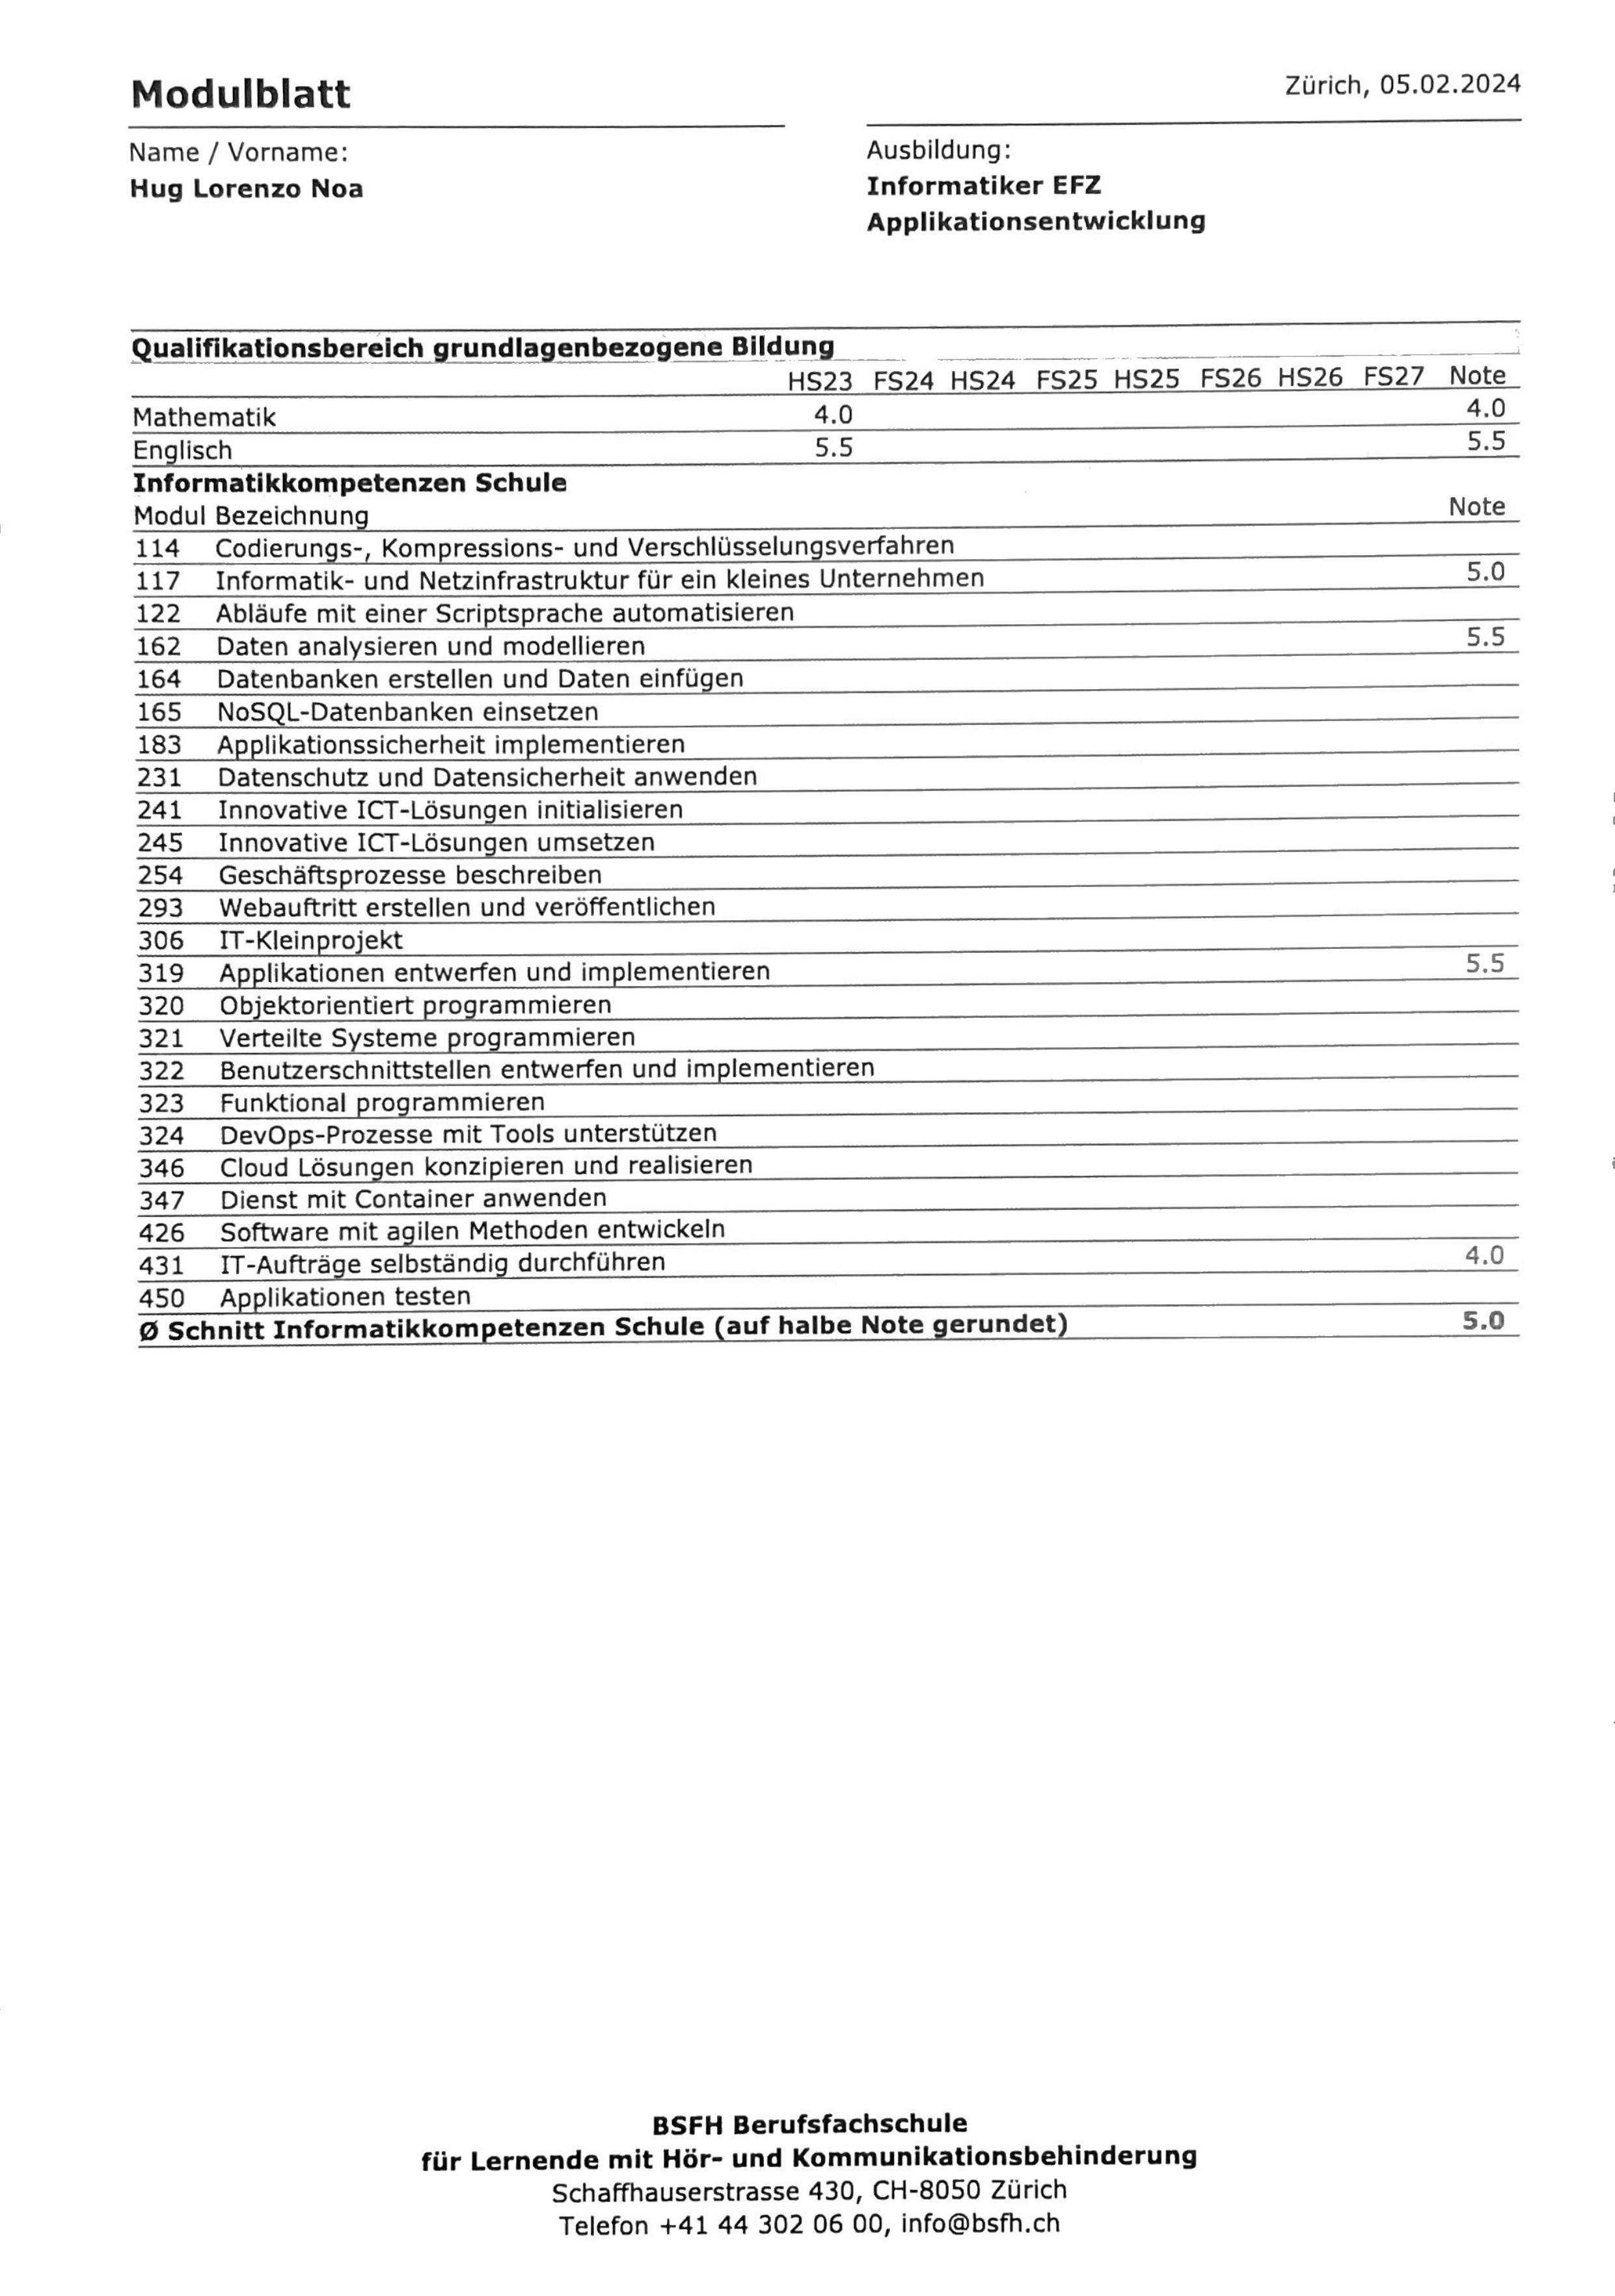 Modulblatt
Zürich, 05.02.2024
Name / Vorname:
Hug Lorenzo Noa
Ausbildung:
Informatiker EFZ
Applikationsentwicklung
Qualifikationsbereich grundlagenbezogene Bildung
HS23 FS24 HS24 FS25 HS25 FS26 HS26 FS27 Note
Mathematik 4.0 4.0
Englisch 5.5 5.5
Informatikkompetenzen Schule
Modul Bezeichnung Note
114 Codierungs-, Kompressions- und Verschlüsselungsverfahren
117 Informatik- und Netzinfrastruktur für ein kleines Unternehmen 5.0
122 Abläufe mit einer Scriptsprache automatisieren
162 Daten analysieren und modellieren 5.5
164 Datenbanken erstellen und Daten einfügen
165 NoSQL-Datenbanken einsetzen
183 Applikationssicherheit implementieren
231 Datenschutz und Datensicherheit anwenden
241 Innovative ICT-Lösungen initialisieren
245 Innovative ICT-Lösungen umsetzen
254 Geschäftsprozesse beschreiben
293 Webauftritt erstellen und veröffentlichen
306 IT-Kleinprojekt
319 Applikationen entwerfen und implementieren 5.5
320 Objektorientiert programmieren
321 Verteilte Systeme programmieren
322 Benutzerschnittstellen entwerfen und implementieren
323 Funktional programmieren
324 DevOps-Prozesse mit Tools unterstützen
346 Cloud Lösungen konzipieren und realisieren
347 Dienst mit Container anwenden
426 Software mit agilen Methoden entwickeln
431 IT-Aufträge selbständig durchführen 4.0
450 Applikationen testen
Ø Schnitt Informatikkompetenzen Schule (auf halbe Note gerundet) 5.0
BSFH Berufsfachschule
für Lernende mit Hör- und Kommunikationsbehinderung
Schaffhauserstrasse 430, CH-8050 Zürich
Telefon +41 44 302 06 00, info@bsfh.ch